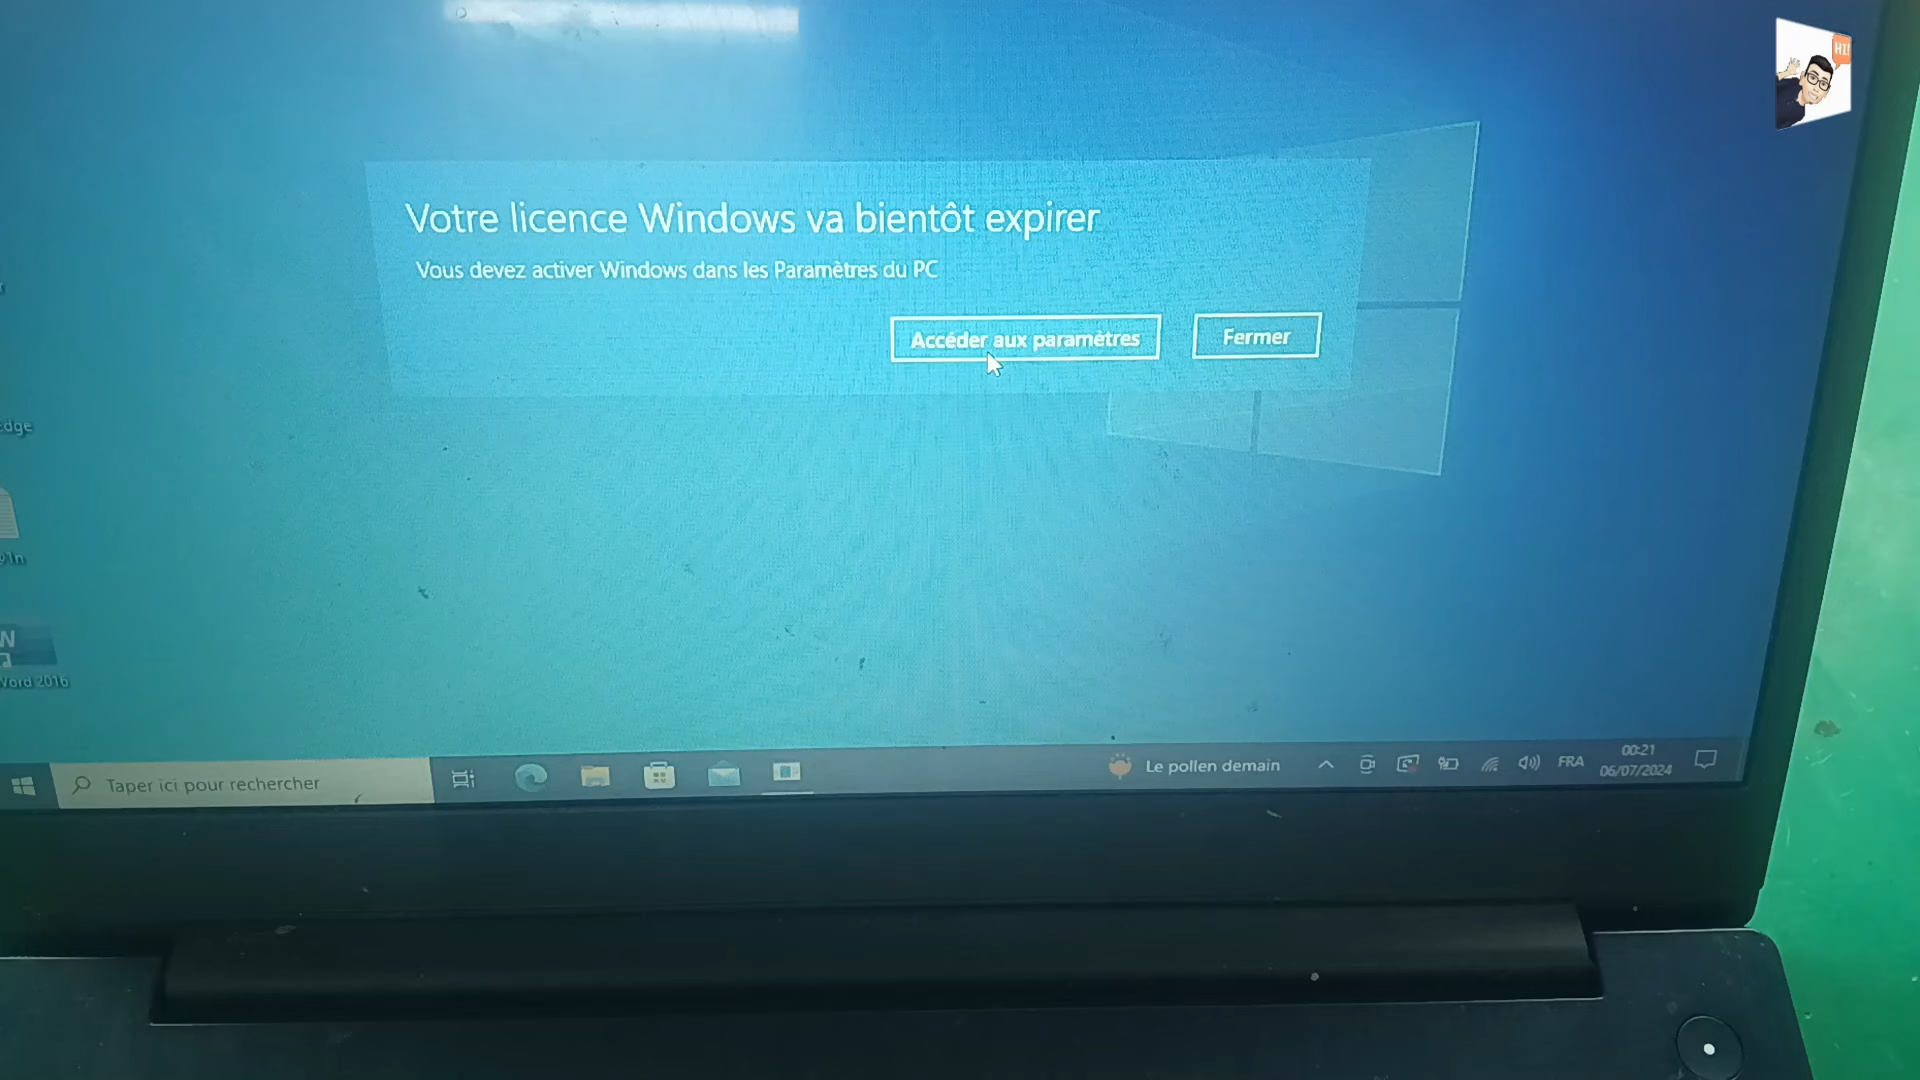 HI!
Votre licence Windows va bientôt expirer
Vous devez activer Windows dans les Paramètres du PC
Accéder aux paramètres
Fermer
Word 2016
Taper ici pour rechercher
Le pollen demain
FRA
00:21
06/07/2024